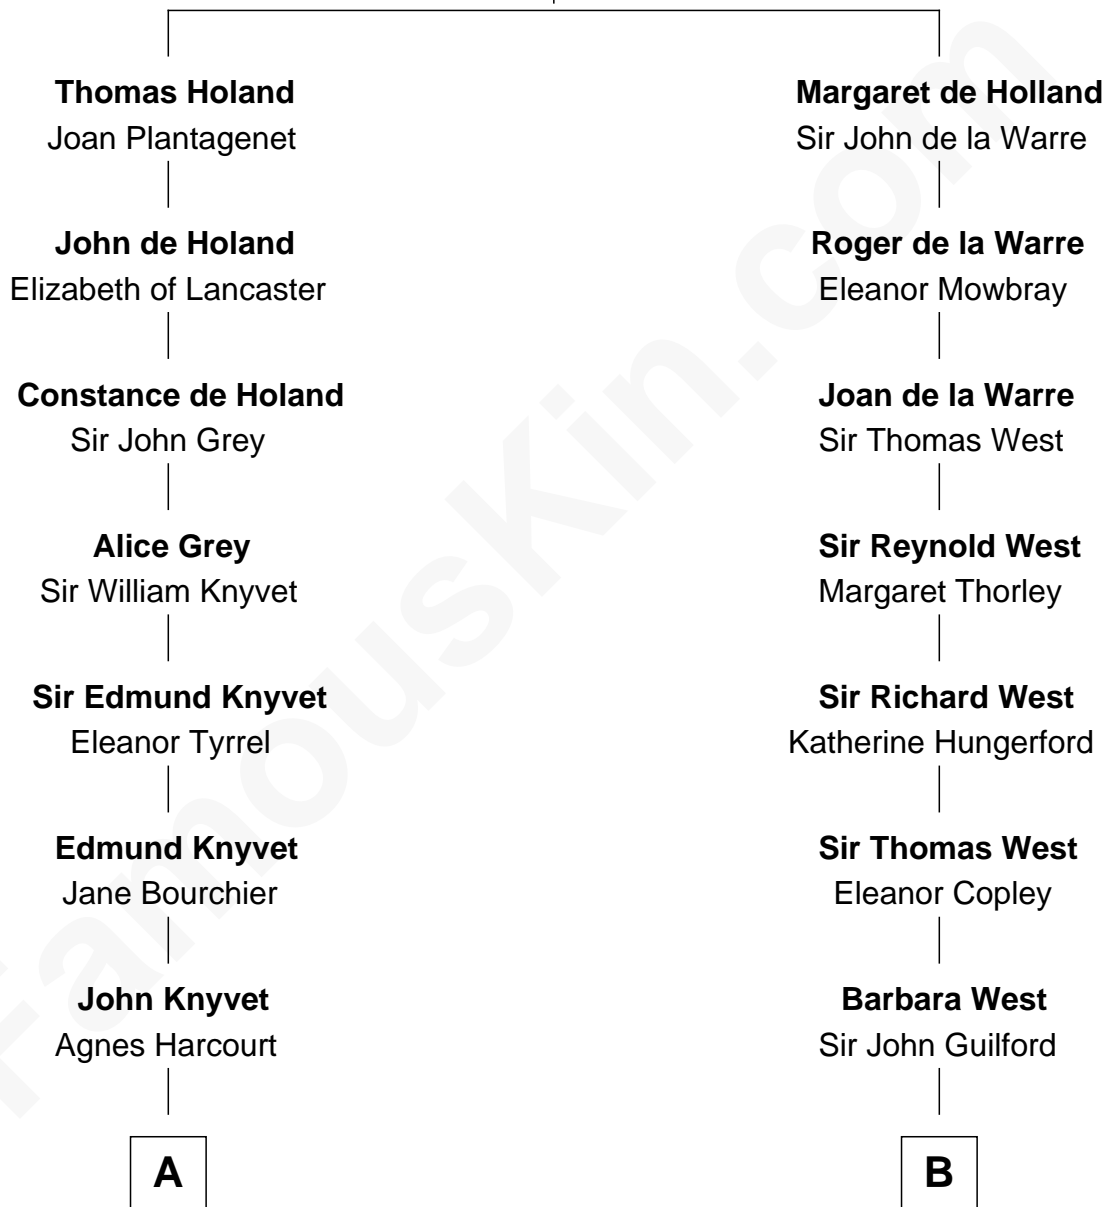 Thomas Holand
Joan Plantagenet
John de Holand
Elizabeth of Lancaster
Constance de Holand
Sir John Grey
Alice Grey
Sir William Knyvet
Sir Edmund Knyvet
Eleanor Tyrrel
Edmund Knyvet
Jane Bourchier
John Knyvet
Agnes Harcourt
A
Margaret de Holland
Sir John de la Warre
Roger de la Warre
Eleanor Mowbray
Joan de la Warre
Sir Thomas West
Sir Reynold West
Margaret Thorley
Sir Richard West
Katherine Hungerford
Sir Thomas West
Eleanor Copley
Barbara West
Sir John Guilford
B
FamousKin.com